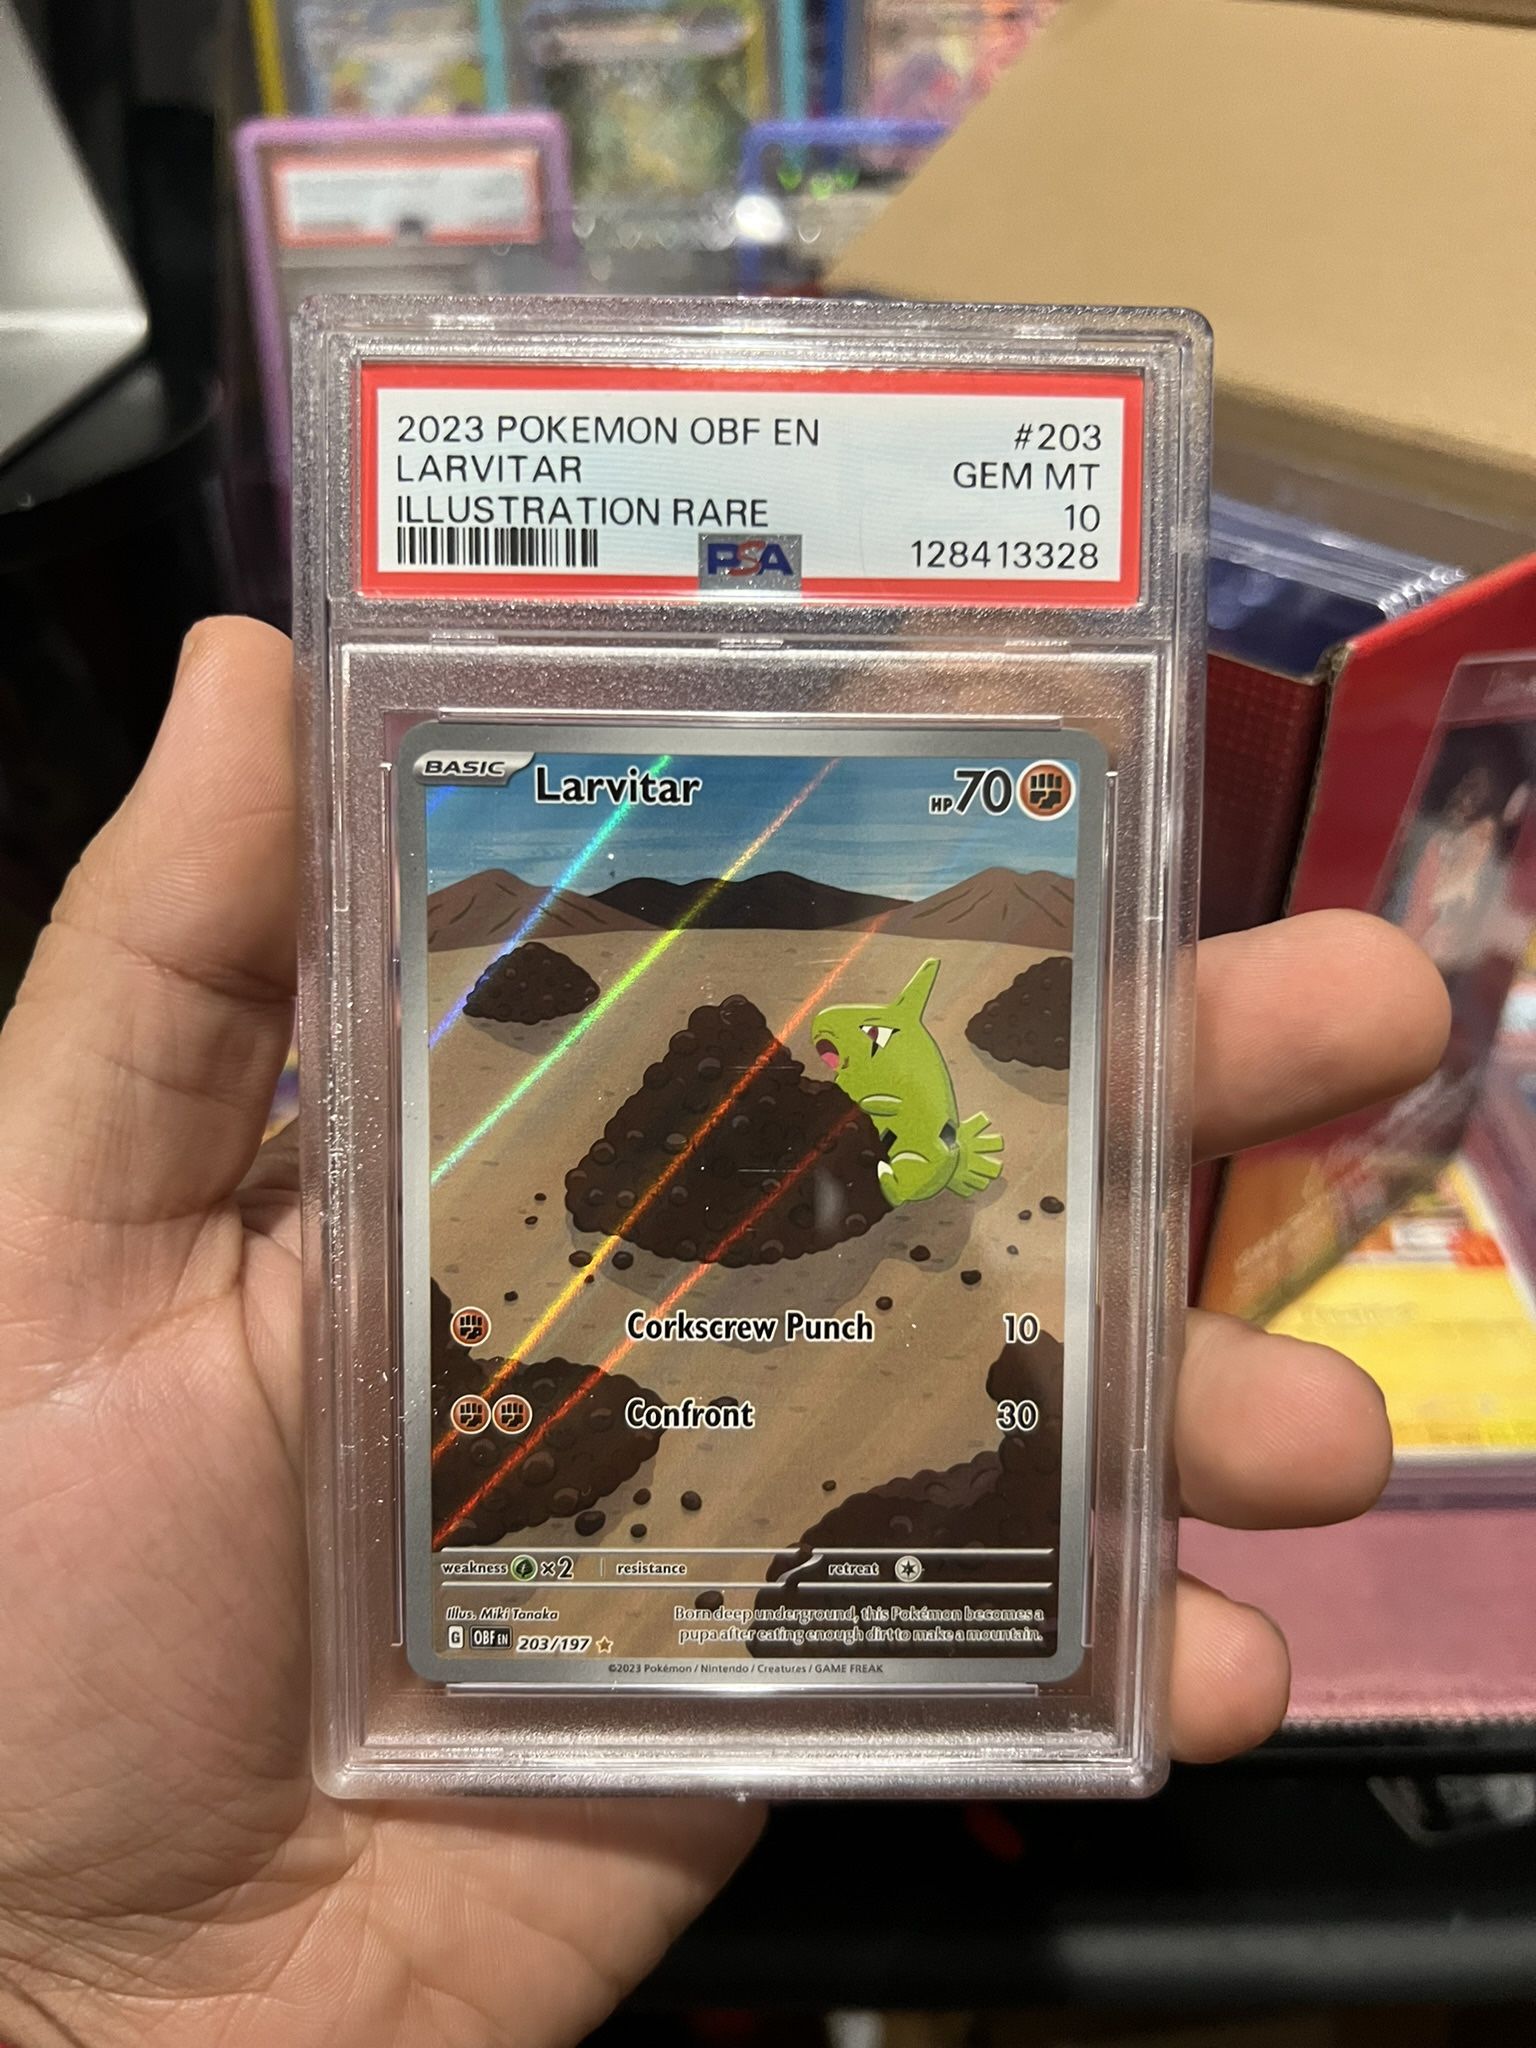 2023 POKEMON OBF EN #203
LARVITAR GEM MT
ILLUSTRATION RARE 10
PSA 128413328
BASIC Larvitar HP 70
Corkscrew Punch 10
Confront 30
weakness ×2 resistance retreat
Illus. Miki Tanaka
Born deep underground, this Pokémon becomes a
pupa after eating enough dirt to make a mountain.
G OBF EN 203/197
©2023 Pokémon / Nintendo / Creatures / GAME FREAK